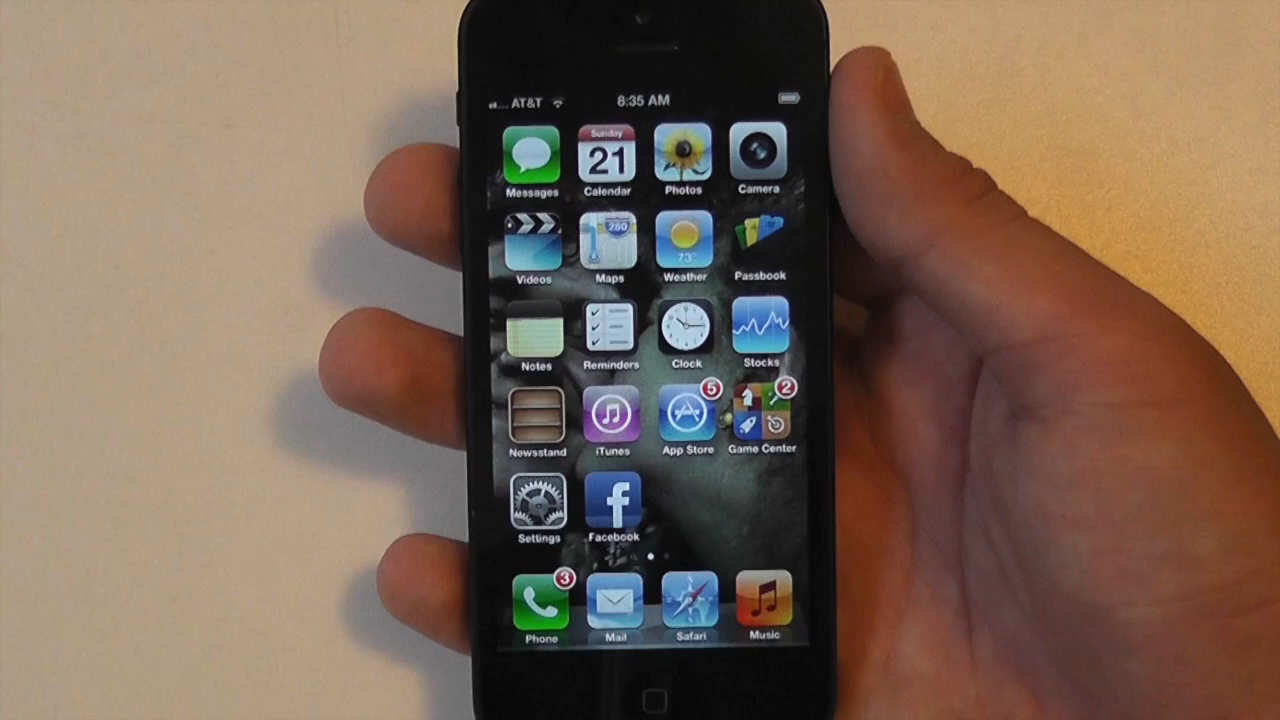 AT&T 8:35 AM
Sunday
21
Messages Calendar Photos Camera
280
73°
Videos Maps Weather Passbook
Notes Reminders Clock Stocks
5 2
Newsstand iTunes App Store Game Center
f
Settings Facebook
3
Phone Mail Safari Music